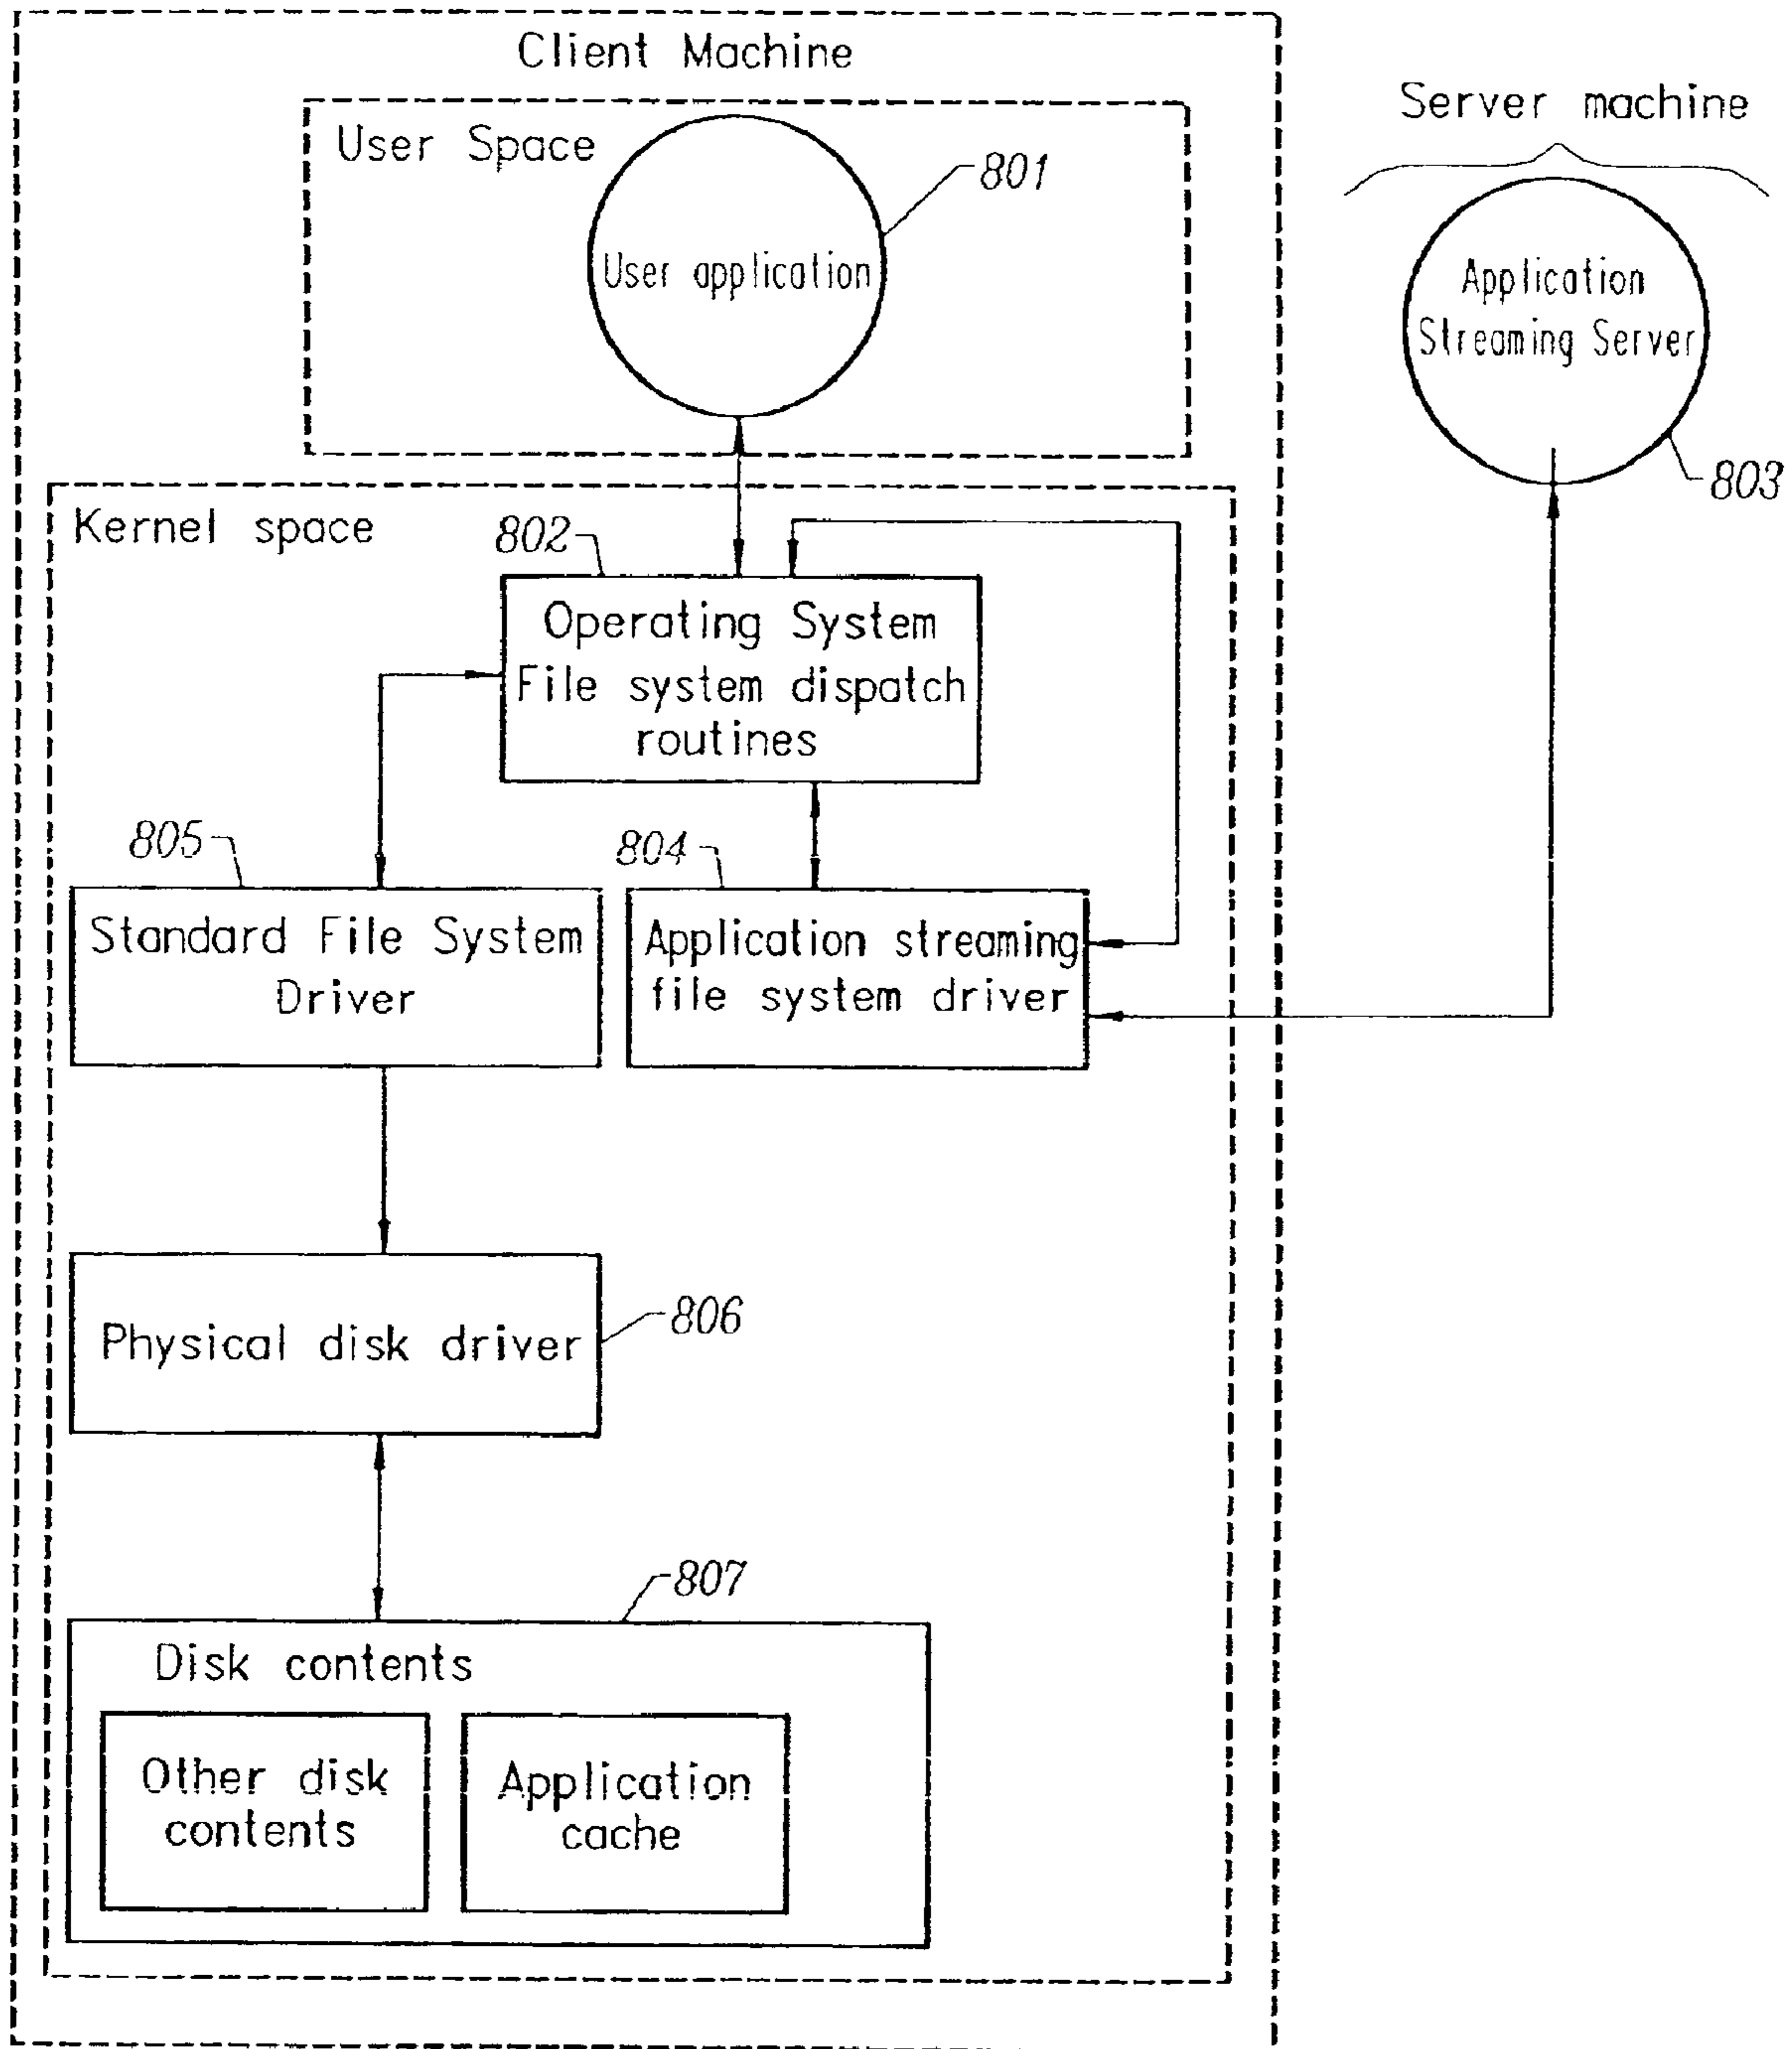 Client Machine
Server machine
User Space
801
User application
Application
Streaming Server
803
Kernel space
802
Operating System
File system dispatch
routines
805
804
Standard File System
Driver
Application streaming
file system driver
Physical disk driver
806
807
Disk contents
Other disk
contents
Application
cache